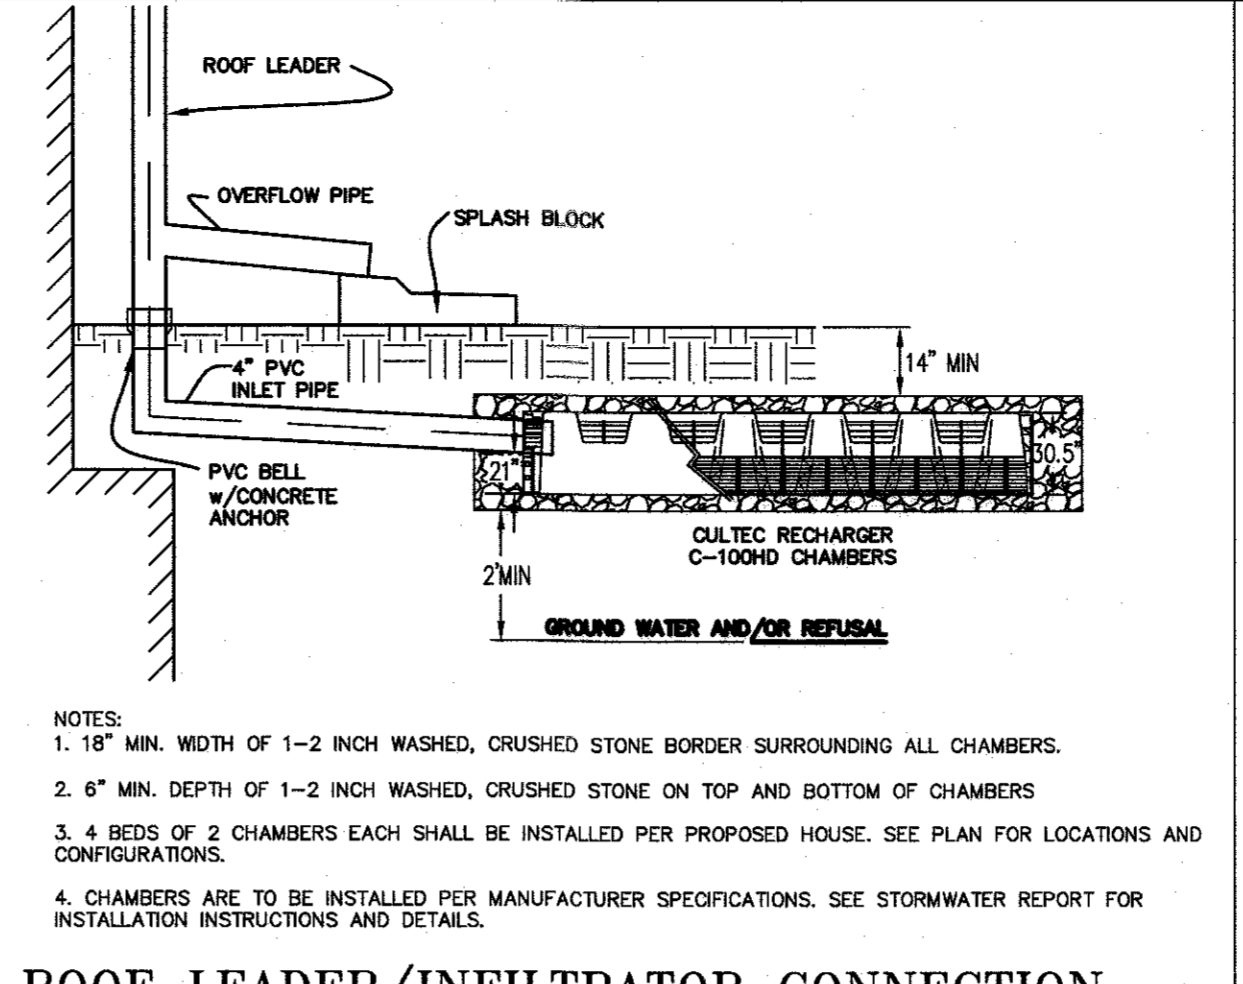 ROOF LEADER
OVERFLOW PIPE
SPLASH BLOCK
4" PVC
INLET PIPE
14" MIN
21"
30.5"
PVC BELL
w/CONCRETE
ANCHOR
CULTEC RECHARGER
C-100HD CHAMBERS
2'MIN
GROUND WATER AND/OR REFUSAL
NOTES:
1. 18" MIN. WIDTH OF 1-2 INCH WASHED, CRUSHED STONE BORDER SURROUNDING ALL CHAMBERS.
2. 6" MIN. DEPTH OF 1-2 INCH WASHED, CRUSHED STONE ON TOP AND BOTTOM OF CHAMBERS
3. 4 BEDS OF 2 CHAMBERS EACH SHALL BE INSTALLED PER PROPOSED HOUSE. SEE PLAN FOR LOCATIONS AND
CONFIGURATIONS.
4. CHAMBERS ARE TO BE INSTALLED PER MANUFACTURER SPECIFICATIONS. SEE STORMWATER REPORT FOR
INSTALLATION INSTRUCTIONS AND DETAILS.
ROOF LEADER/INFILTRATOR CONNECTION